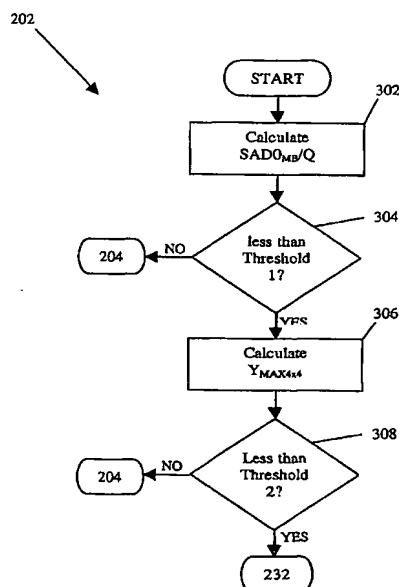 202
START
302
Calculate
SAD0MB/Q
304
less than
Threshold
1?
NO
204
YES
306
Calculate
YMAX4x4
308
Less than
Threshold
2?
NO
204
YES
232